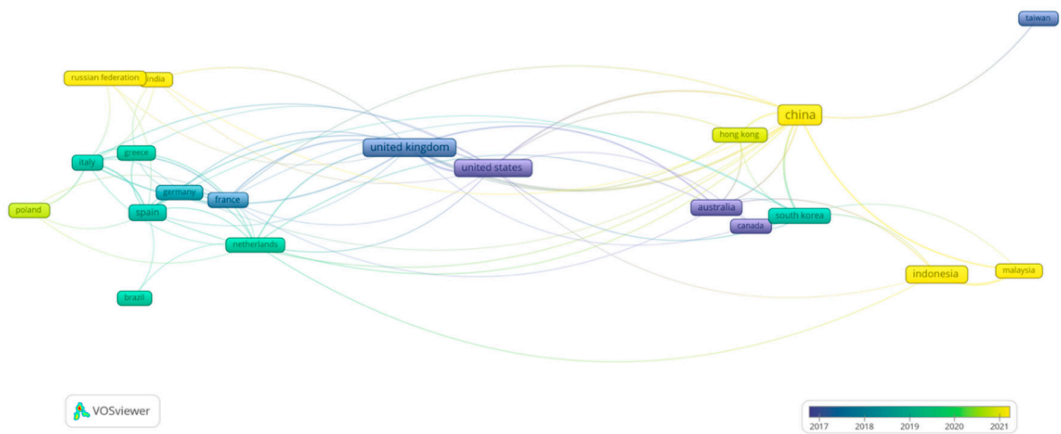 taiwan
russian federation
india
china
hong kong
united kingdom
greece
italy
united states
germany
france
poland
spain
australia
south korea
canada
netherlands
malaysia
indonesia
brazil
VOSviewer
2017 2018 2019 2020 2021